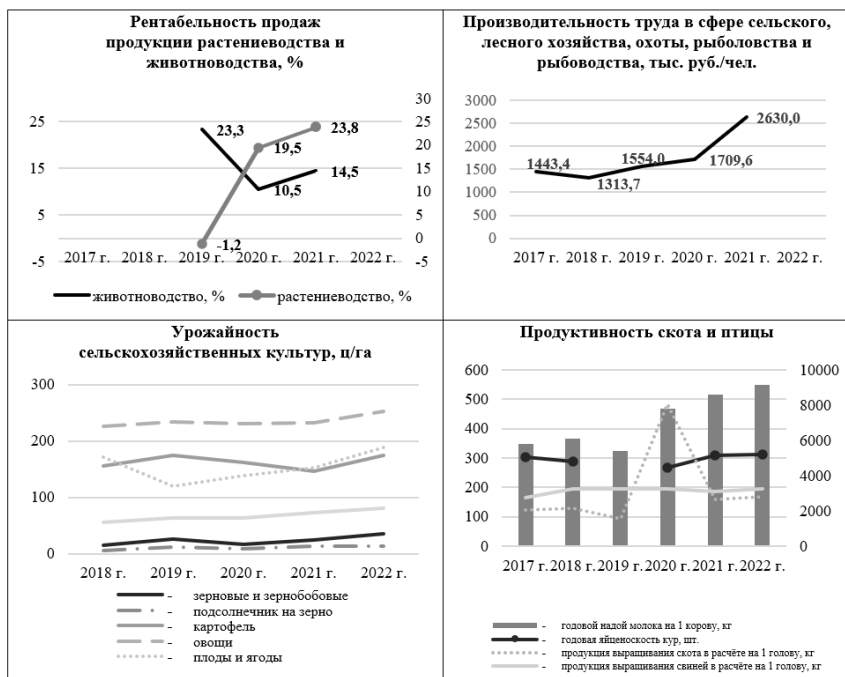 Рентабельность продаж
продукции растениеводства и
животноводства, %
30
25
25
23,3
23,8
20
19,5
15
15
14,5
10
10,5
5
5
0
-1,2
-5
-5
2017 г. 2018 г. 2019 г. 2020 г. 2021 г. 2022 г.
животноводство, %
растениеводство, %
Производительность труда в сфере сельского,
лесного хозяйства, охоты, рыболовства и
рыбоводства, тыс. руб./чел.
3000
2500
2000
1500
1000
500
0
1443,4
1313,7
1554,0
1709,6
2630,0
2017 г. 2018 г. 2019 г. 2020 г. 2021 г. 2022 г.
Урожайность
сельскохозяйственных культур, ц/га
300
200
100
0
2018 г. 2019 г. 2020 г. 2021 г. 2022 г.
- зерновые и зернобобовые
- подсолнечник на зерно
- картофель
- овощи
- плоды и ягоды
Продуктивность скота и птицы
600
500
400
300
200
100
0
10000
8000
6000
4000
2000
0
2017 г. 2018 г. 2019 г. 2020 г. 2021 г. 2022 г.
- годовой надой молока на 1 корову, кг
- годовая яйценоскость кур, шт.
- продукция выращивания скота в расчёте на 1 голову, кг
- продукция выращивания свиней в расчёте на 1 голову, кг